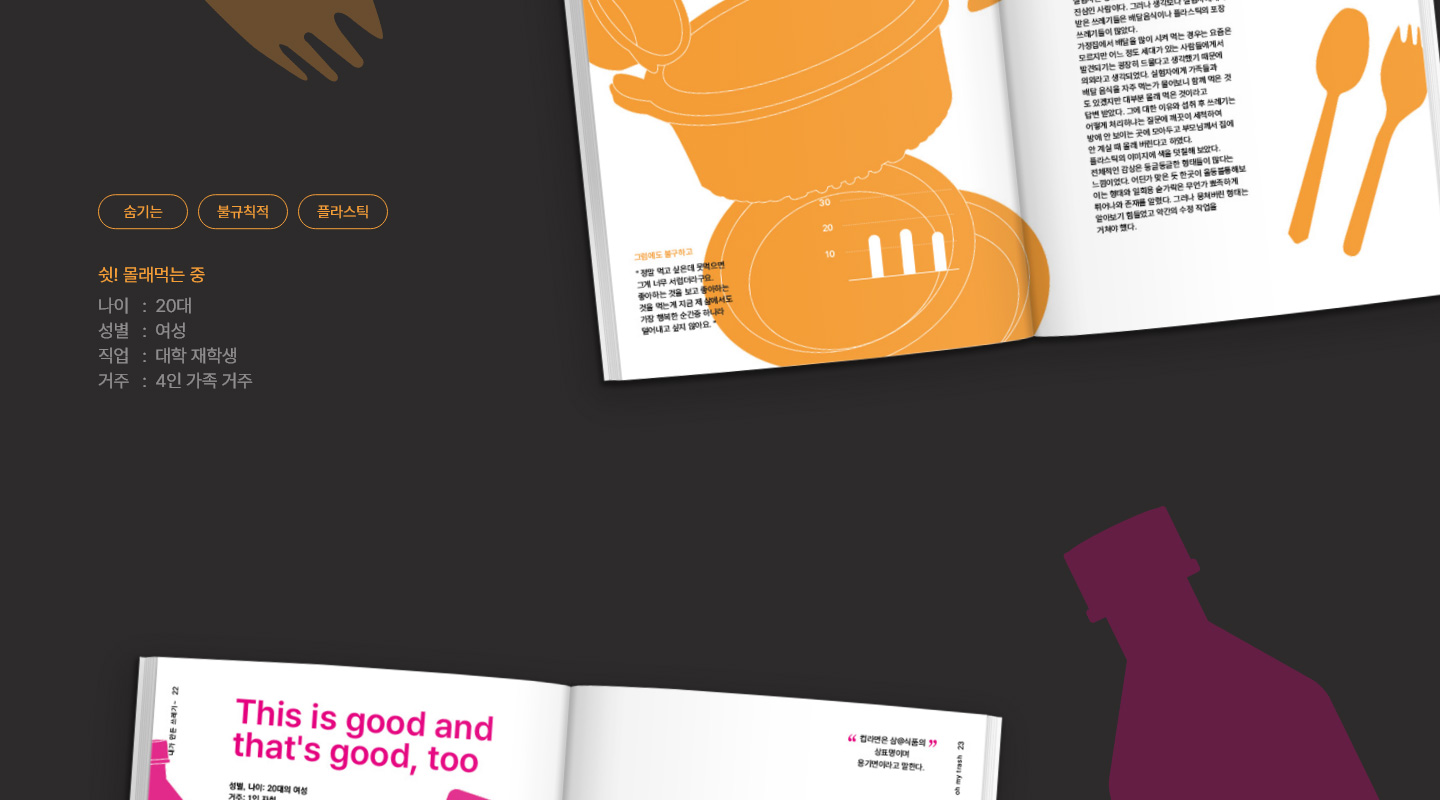 숨기는
불규칙적
플라스틱
쉿! 몰래먹는 중
나이 : 20대
성별 : 여성
직업 : 대학 재학생
거주 : 4인 가족 거주
30
20
10
그럼에도 불구하고
" 정말 먹고 싶은데 못먹으면
그게 너무 서럽더라구요.
좋아하는 것을 보고 좋아하는
것을 먹는게 지금 제 삶에서도
가장 행복한 순간중 하나라
덜어내고 싶지 않아요. "
진심인 사람이다. 그러나 생각보다
받은 쓰레기들은 배달음식이나 플라스틱의 포장
쓰레기들이 많았다.
가정집에서 배달을 많이 시켜 먹는 경우는 요즘은
모르지만 어느 정도 세대가 있는 사람들에게서
발견되기는 굉장히 드물다고 생각했기 때문에
의외라고 생각되었다. 실험자에게 가족들과
배달 음식을 자주 먹는가 물어보니 함께 먹은 것
도 있겠지만 대부분 몰래 먹은 것이라고
답변 받았다. 그에 대한 이유와 섭취 후 쓰레기는
어떻게 처리하냐는 질문에 깨끗이 세척하여
방에 안 보이는 곳에 모아두고 부모님께서 집에
안 계실 때 몰래 버린다고 하였다.
플라스틱의 이미지에 색을 덧칠해 보았다.
전체적인 감상은 둥글둥글한 형태들이 많다는
느낌이었다. 어딘가 맞은 듯 한곳이 울퉁불퉁해보
이는 형태와 일회용 숟가락은 무언가 뾰족하게
튀어나와 존재를 알렸다. 그러나 뭉쳐버린 형태는
알아보기 힘들었고 약간의 수정 작업을
거쳐야 했다.
내가 만든 쓰레기- 22
This is good and
that's good, too
성별, 나이: 20대의 여성
거주: 1인 자취
“ 컵라면은 삼@식품의 ”
상표명이며
용기면이라고 말한다.
oh my trash 23